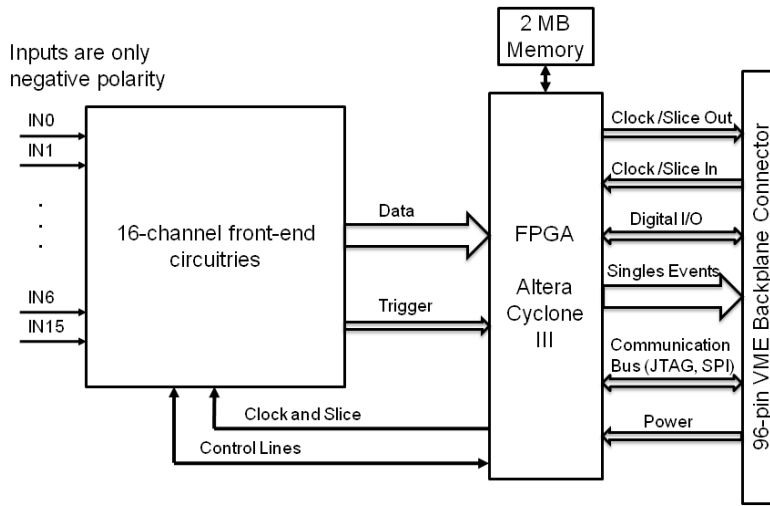 2 MB
Memory
Inputs are only
negative polarity
IN0
IN1
.
.
.
IN6
IN15
16-channel front-end
circuitries
Data
Trigger
Clock and Slice
Control Lines
FPGA
Altera
Cyclone
III
Clock /Slice Out
Clock/Slice In
Digital I/O
Singles Events
Communication
Bus (JTAG, SPI)
Power
96-pin VME Backplane Connector